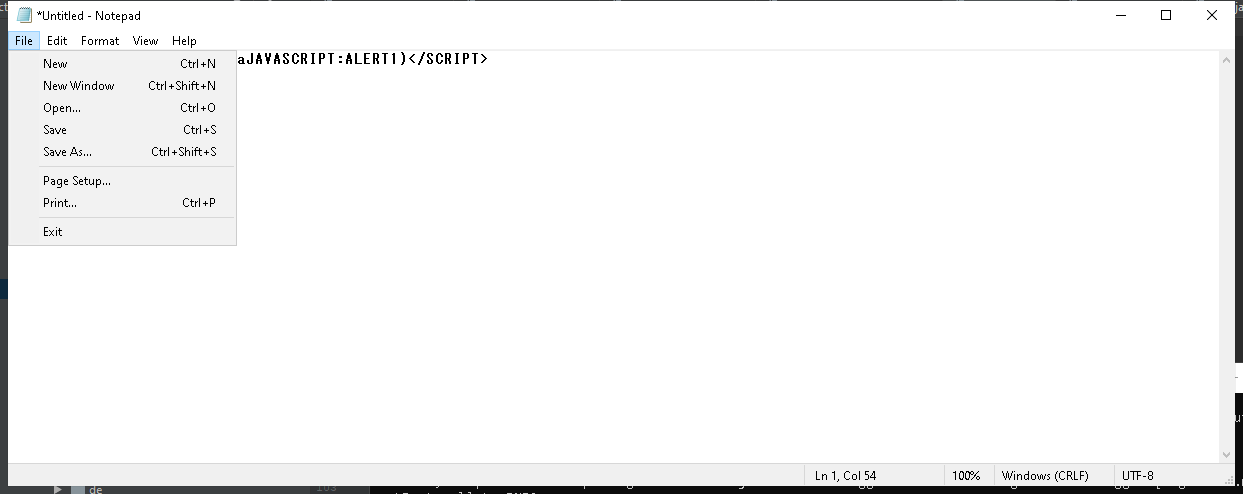 *Untitled - Notepad
File Edit Format View Help
aJAVASCRIPT:ALERT1)</SCRIPT>
New Ctrl+N
New Window Ctrl+Shift+N
Open... Ctrl+O
Save Ctrl+S
Save As... Ctrl+Shift+S
Page Setup...
Print... Ctrl+P
Exit
Ln 1, Col 54 100% Windows (CRLF) UTF-8
de